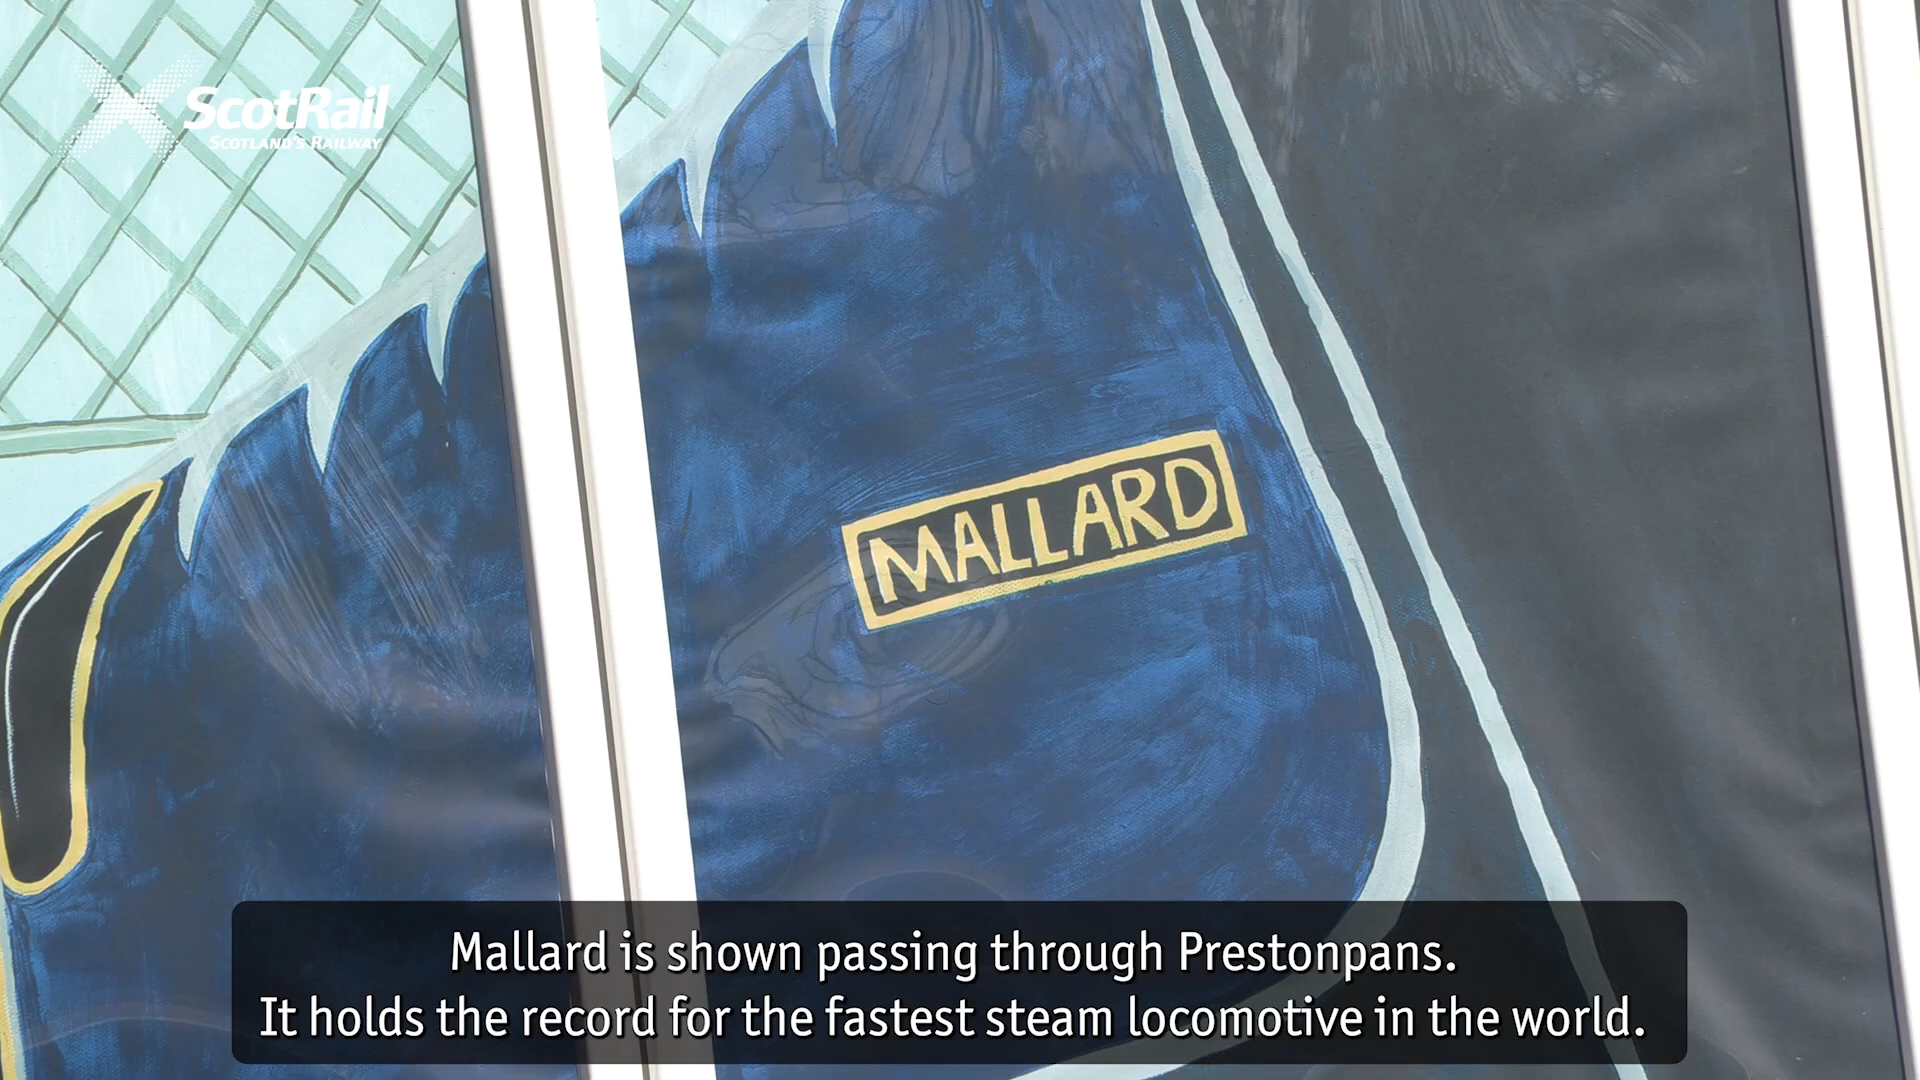 ScotRail
SCOTLAND'S RAILWAY
MALLARD
Mallard is shown passing through Prestonpans.
It holds the record for the fastest steam locomotive in the world.